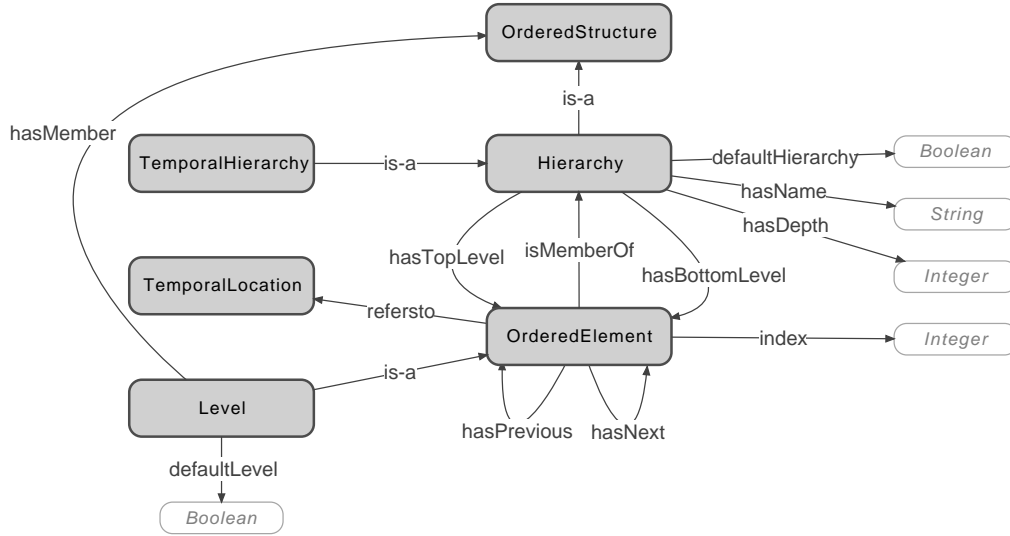 OrderedStructure
is-a
hasMember
TemporalHierarchy
is-a
Hierarchy
defaultHierarchy
Boolean
hasName
String
hasDepth
hasTopLevel
isMemberOf
hasBottomLevel
Integer
TemporalLocation
refersto
OrderedElement
index
Integer
is-a
Level
hasPrevious
hasNext
defaultLevel
Boolean